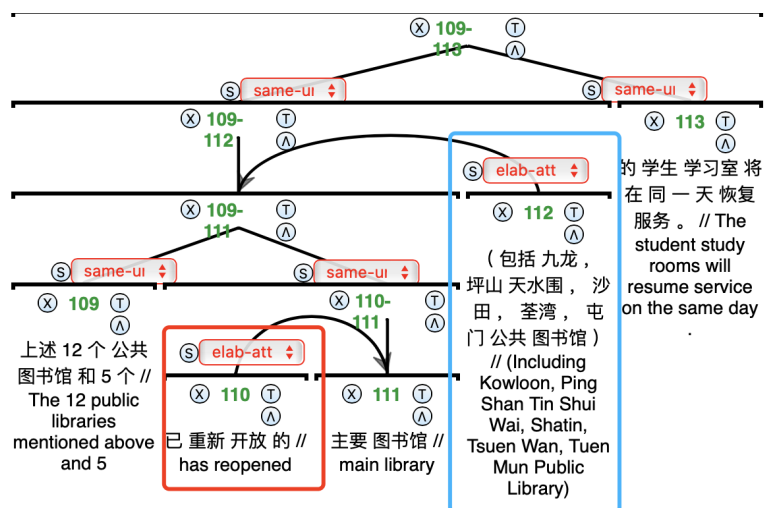 X 109-113 T Λ
S same-ui S same-ui
X 109-112 T Λ
X 113 T Λ
S elab-att
的 学生 学习室 将
在 同 一 天 恢复
服务 。 // The
student study
rooms will
resume service
on the same day
.
X 109-111 T Λ
X 112 T Λ
（ 包括 九龙 ，
坪山 天水围 ， 沙
田 ， 荃湾 ， 屯
门 公共 图书馆 ）
// (Including
Kowloon, Ping
Shan Tin Shui
Wai, Shatin,
Tsuen Wan, Tuen
Mun Public
Library)
S same-ui S same-ui
X 109 T Λ
X 110-111 T Λ
上述 12 个 公共
图书馆 和 5 个 //
The 12 public
libraries
mentioned above
and 5
S elab-att
X 110 T Λ
X 111 T Λ
已 重新 开放 的 //
has reopened
主要 图书馆 //
main library